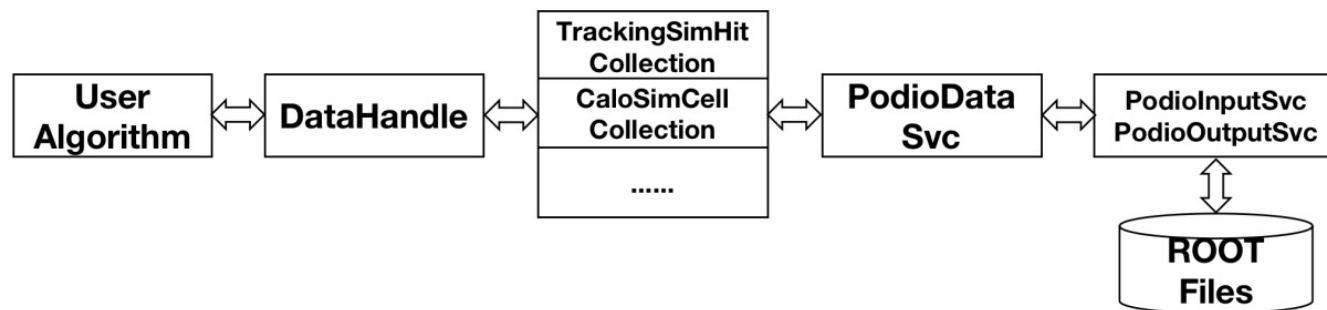 User
Algorithm
DataHandle
TrackingSimHit
Collection
CaloSimCell
Collection
......
PodioData
Svc
PodioInputSvc
PodioOutputSvc
ROOT
Files